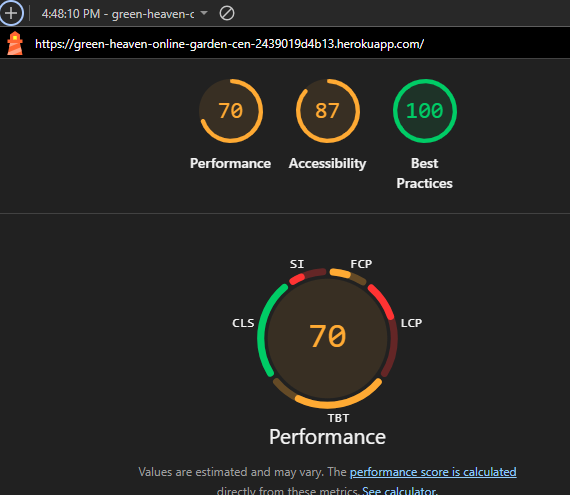 4:48:10 PM - green-heaven-c
https://green-heaven-online-garden-cen-2439019d4b13.herokuapp.com/
70 87 100
Performance Accessibility Best
Practices
SI FCP
CLS LCP
70
TBT
Performance
Values are estimated and may vary. The performance score is calculated
directly from these metrics. See calculator.